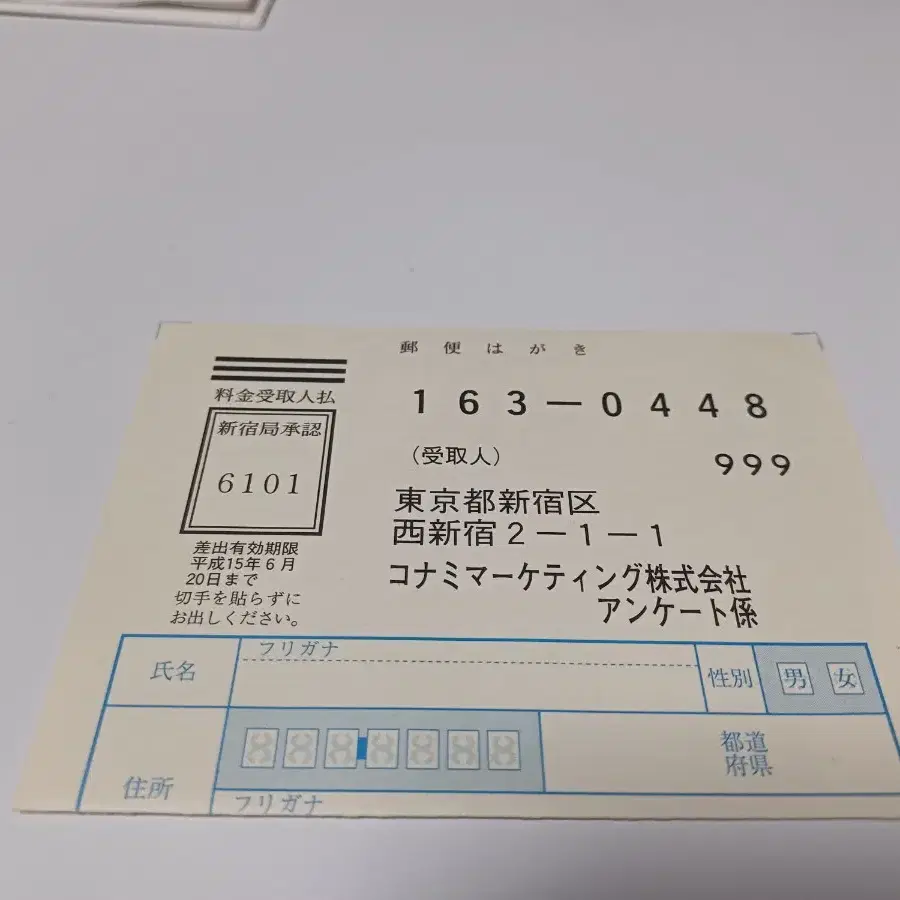 郵便はがき
料金受取人払
新宿局承認
6101
差出有効期限
平成15年6月
20日まで
切手を貼らずに
お出しください。
163-0448
(受取人)
999
東京都新宿区
西新宿2-1-1
コナミマーケティング株式会社
アンケート係
氏名
フリガナ
性別
男 女
住所
都道
府県
フリガナ